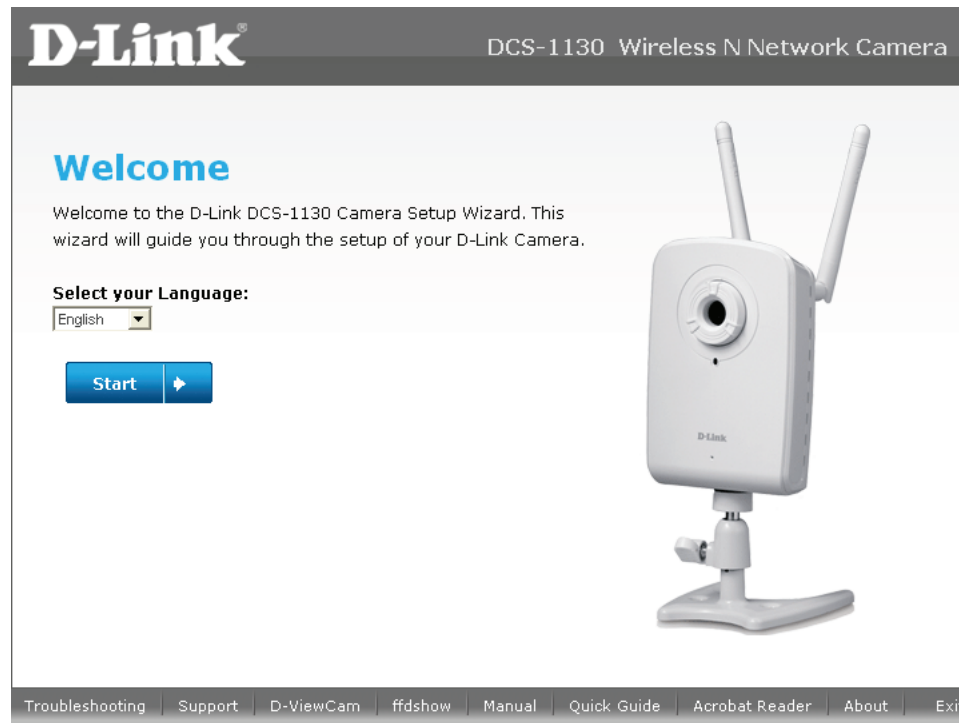 D-Link®
DCS-1130 Wireless N Network Camera
Welcome
Welcome to the D-Link DCS-1130 Camera Setup Wizard. This
wizard will guide you through the setup of your D-Link Camera.
Select your Language:
English
Start
D-Link
Troubleshooting Support D-ViewCam ffdshow Manual Quick Guide Acrobat Reader About Exi